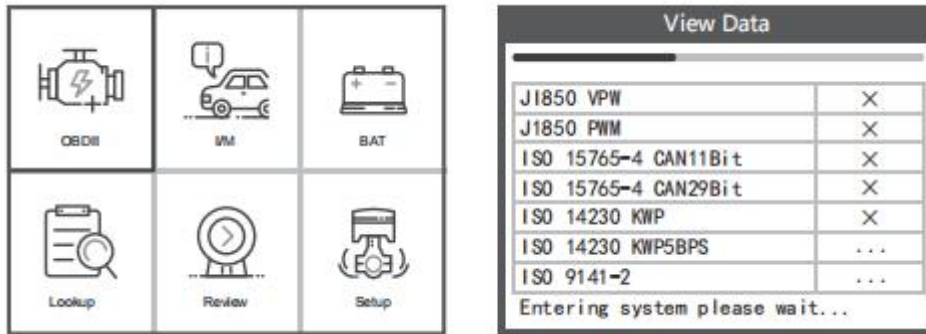 OBDII
I/M
BAT
Lookup
Review
Setup
View Data
J1850 VPW ×
J1850 PWM ×
ISO 15765-4 CAN11Bit ×
ISO 15765-4 CAN29Bit ×
ISO 14230 KWP ×
ISO 14230 KWP5BPS ...
ISO 9141-2 ...
Entering system please wait...